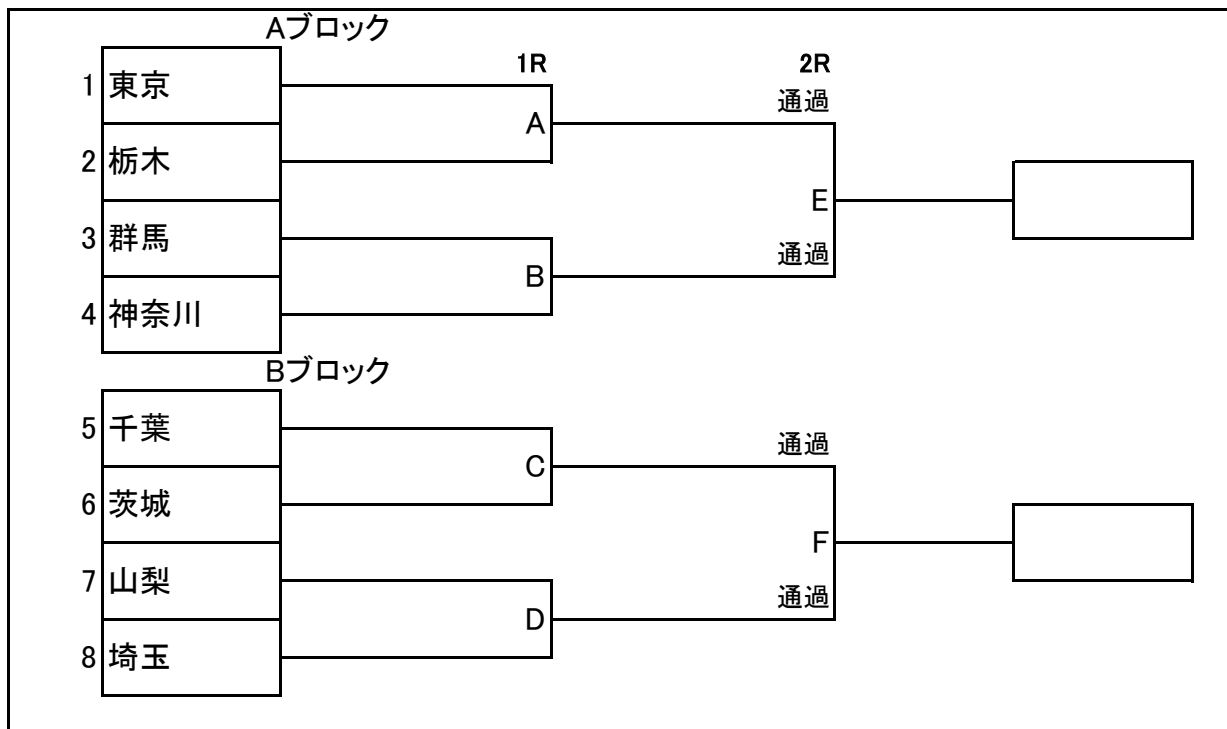 Aブロック
1R 2R
1 東京
通過
A
2 栃木
E
3 群馬
通過
B
4 神奈川
Bブロック
5 千葉
通過
C
6 茨城
F
7 山梨
通過
D
8 埼玉